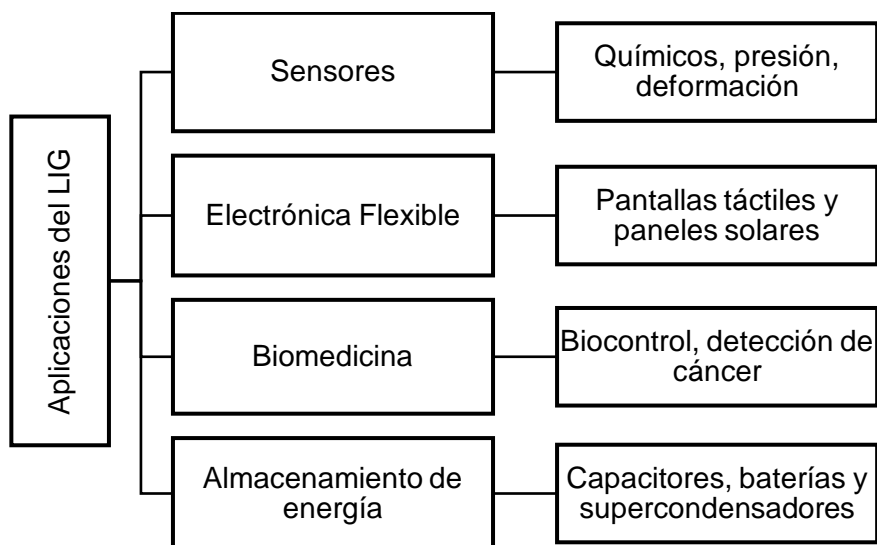 Aplicaciones del LIG
Sensores
Químicos, presión,
deformación
Electrónica Flexible
Pantallas táctiles y
paneles solares
Biomedicina
Biocontrol, detección de
cáncer
Almacenamiento de
energía
Capacitores, baterías y
supercondensadores